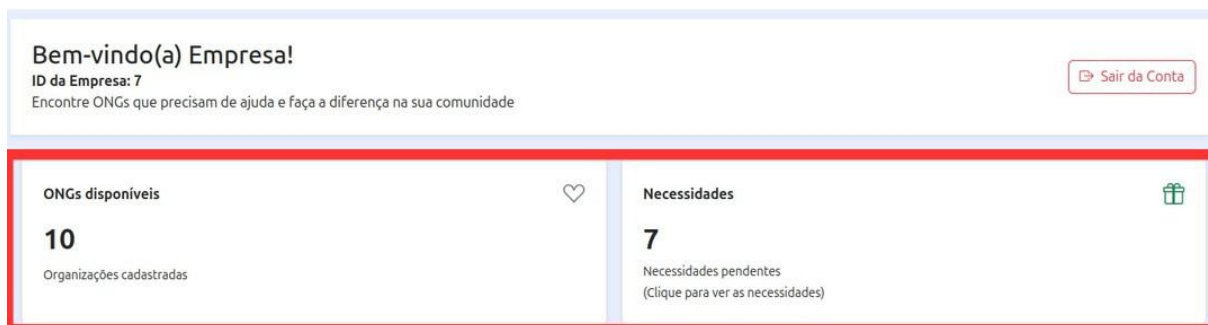 Bem-vindo(a) Empresa!
ID da Empresa: 7
Encontre ONGs que precisam de ajuda e faça a diferença na sua comunidade
Sair da Conta
ONGs disponíveis
10
Organizações cadastradas
Necessidades
7
Necessidades pendentes
(Clique para ver as necessidades)